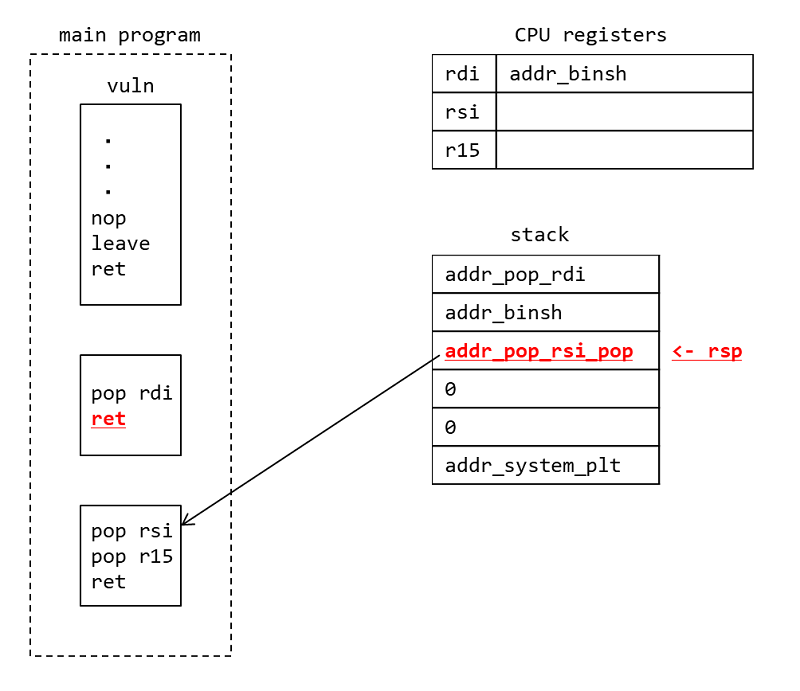 main program
vuln
.
.
.
nop
leave
ret
pop rdi
ret
pop rsi
pop r15
ret
CPU registers
rdi addr_binsh
rsi
r15
stack
addr_pop_rdi
addr_binsh
addr_pop_rsi_pop <- rsp
0
0
addr_system_plt